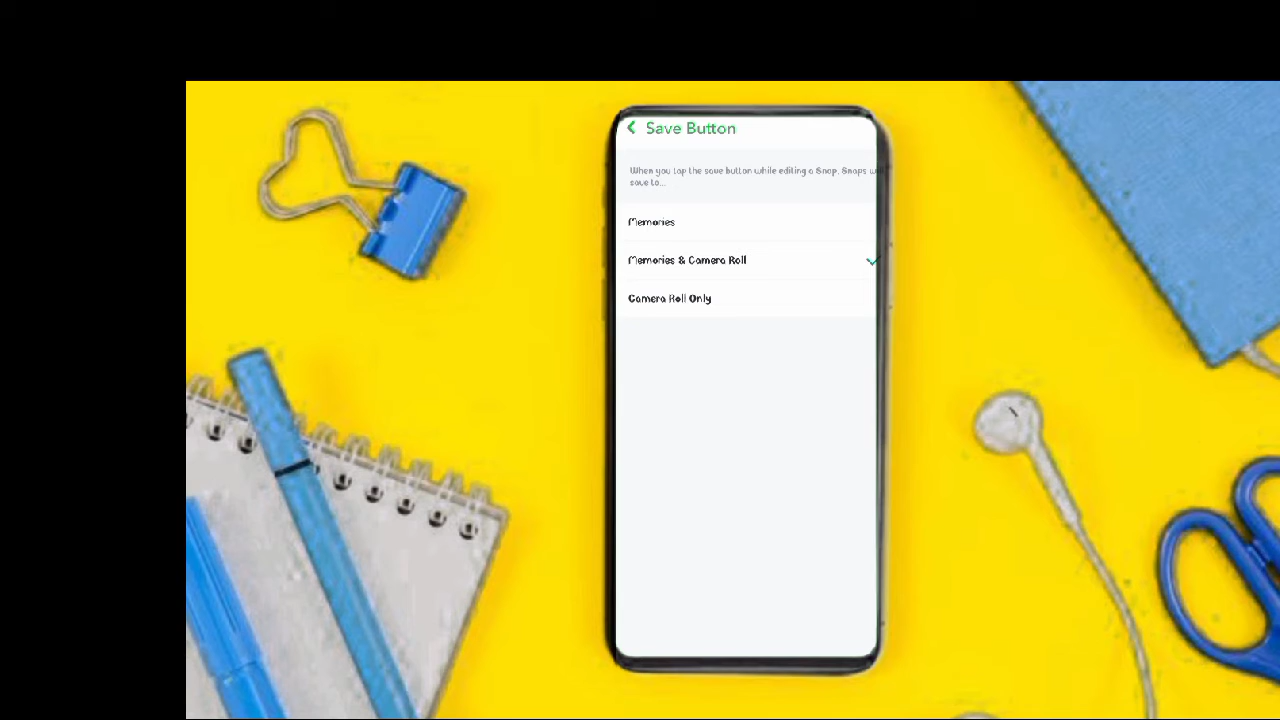 Save Button
When you tap the save button while editing a Snap, Snaps
save to...
Memories
Memories & Camera Roll
Camera Roll Only